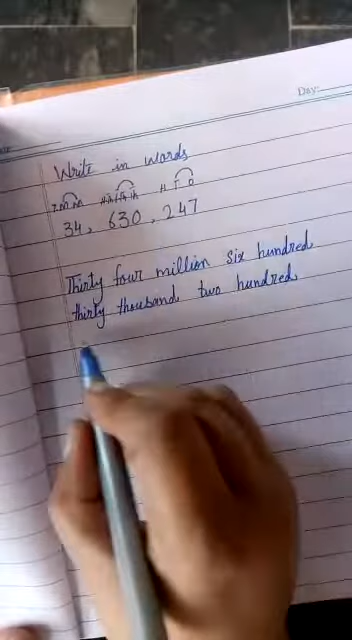 Day:
Write in words
TM M HTh TTh Th H T O
34, 630, 247
Thirty four million six hundred
thirty thousand two hundred